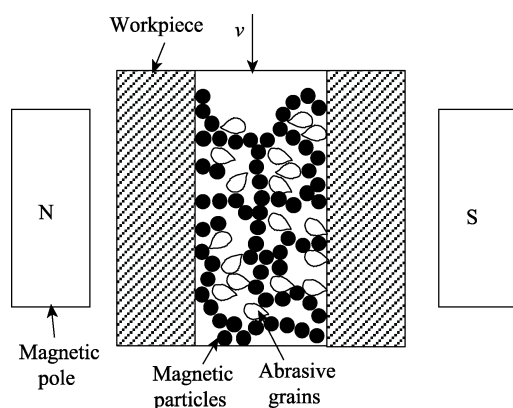 Workpiece
v
N
S
Magnetic
pole
Magnetic
particles
Abrasive
grains